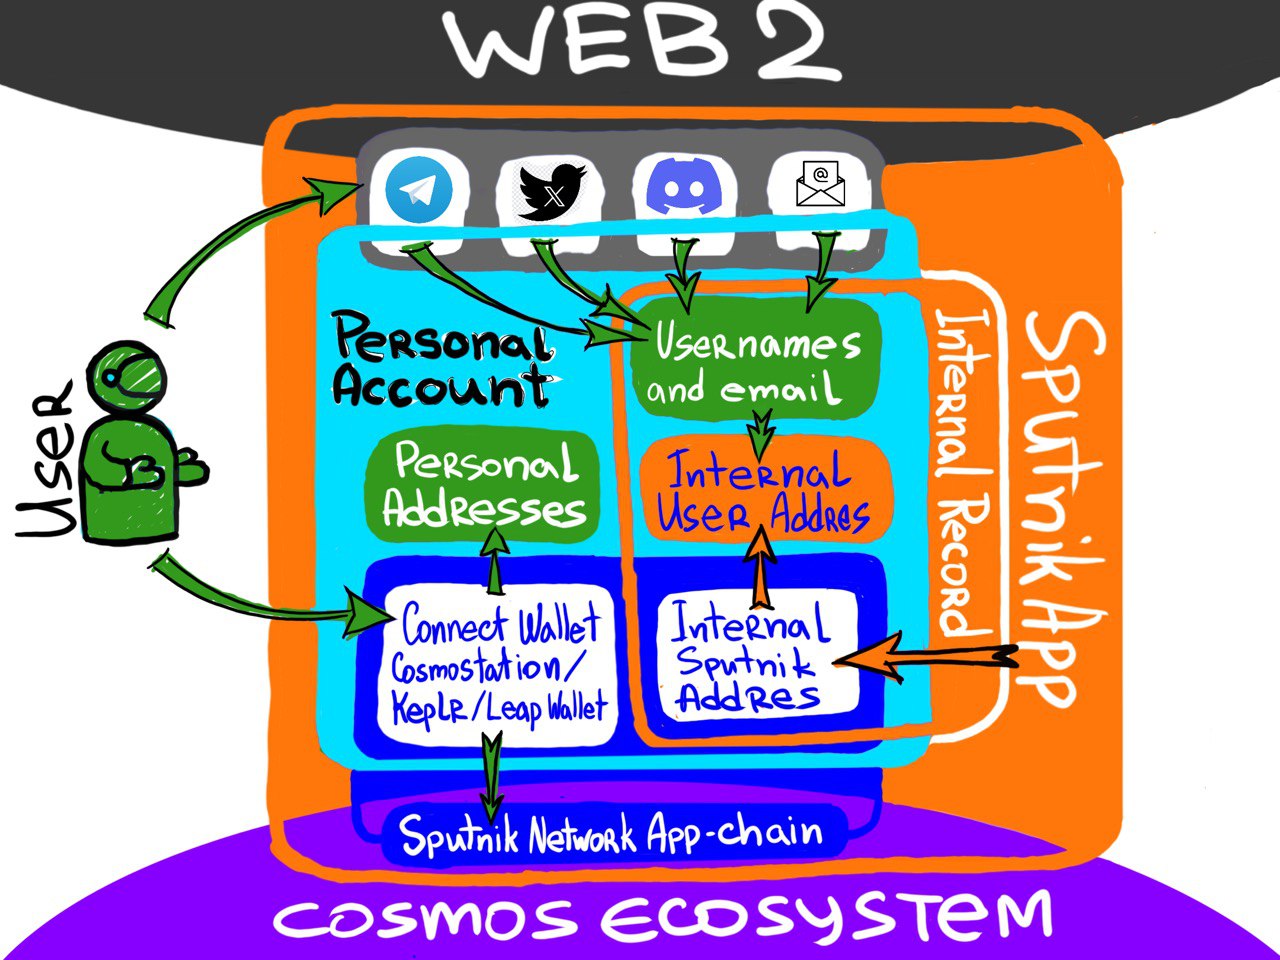 WEB 2
X
@
User
Personal
Account
Usernames
and email
Personal
Addresses
Internal
User Addres
Connect Wallet
Cosmostation/
Keplr/Leap Wallet
Internal
Sputnik
Addres
Internal Record
Sputnik App
Sputnik Network App-chain
COSMOS ECOSYSTEM